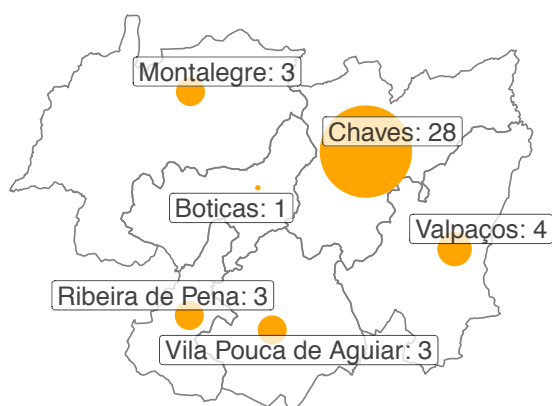 Montalegre: 3
Chaves: 28
Boticas: 1
Valpaços: 4
Ribeira de Pena: 3
Vila Pouca de Aguiar: 3